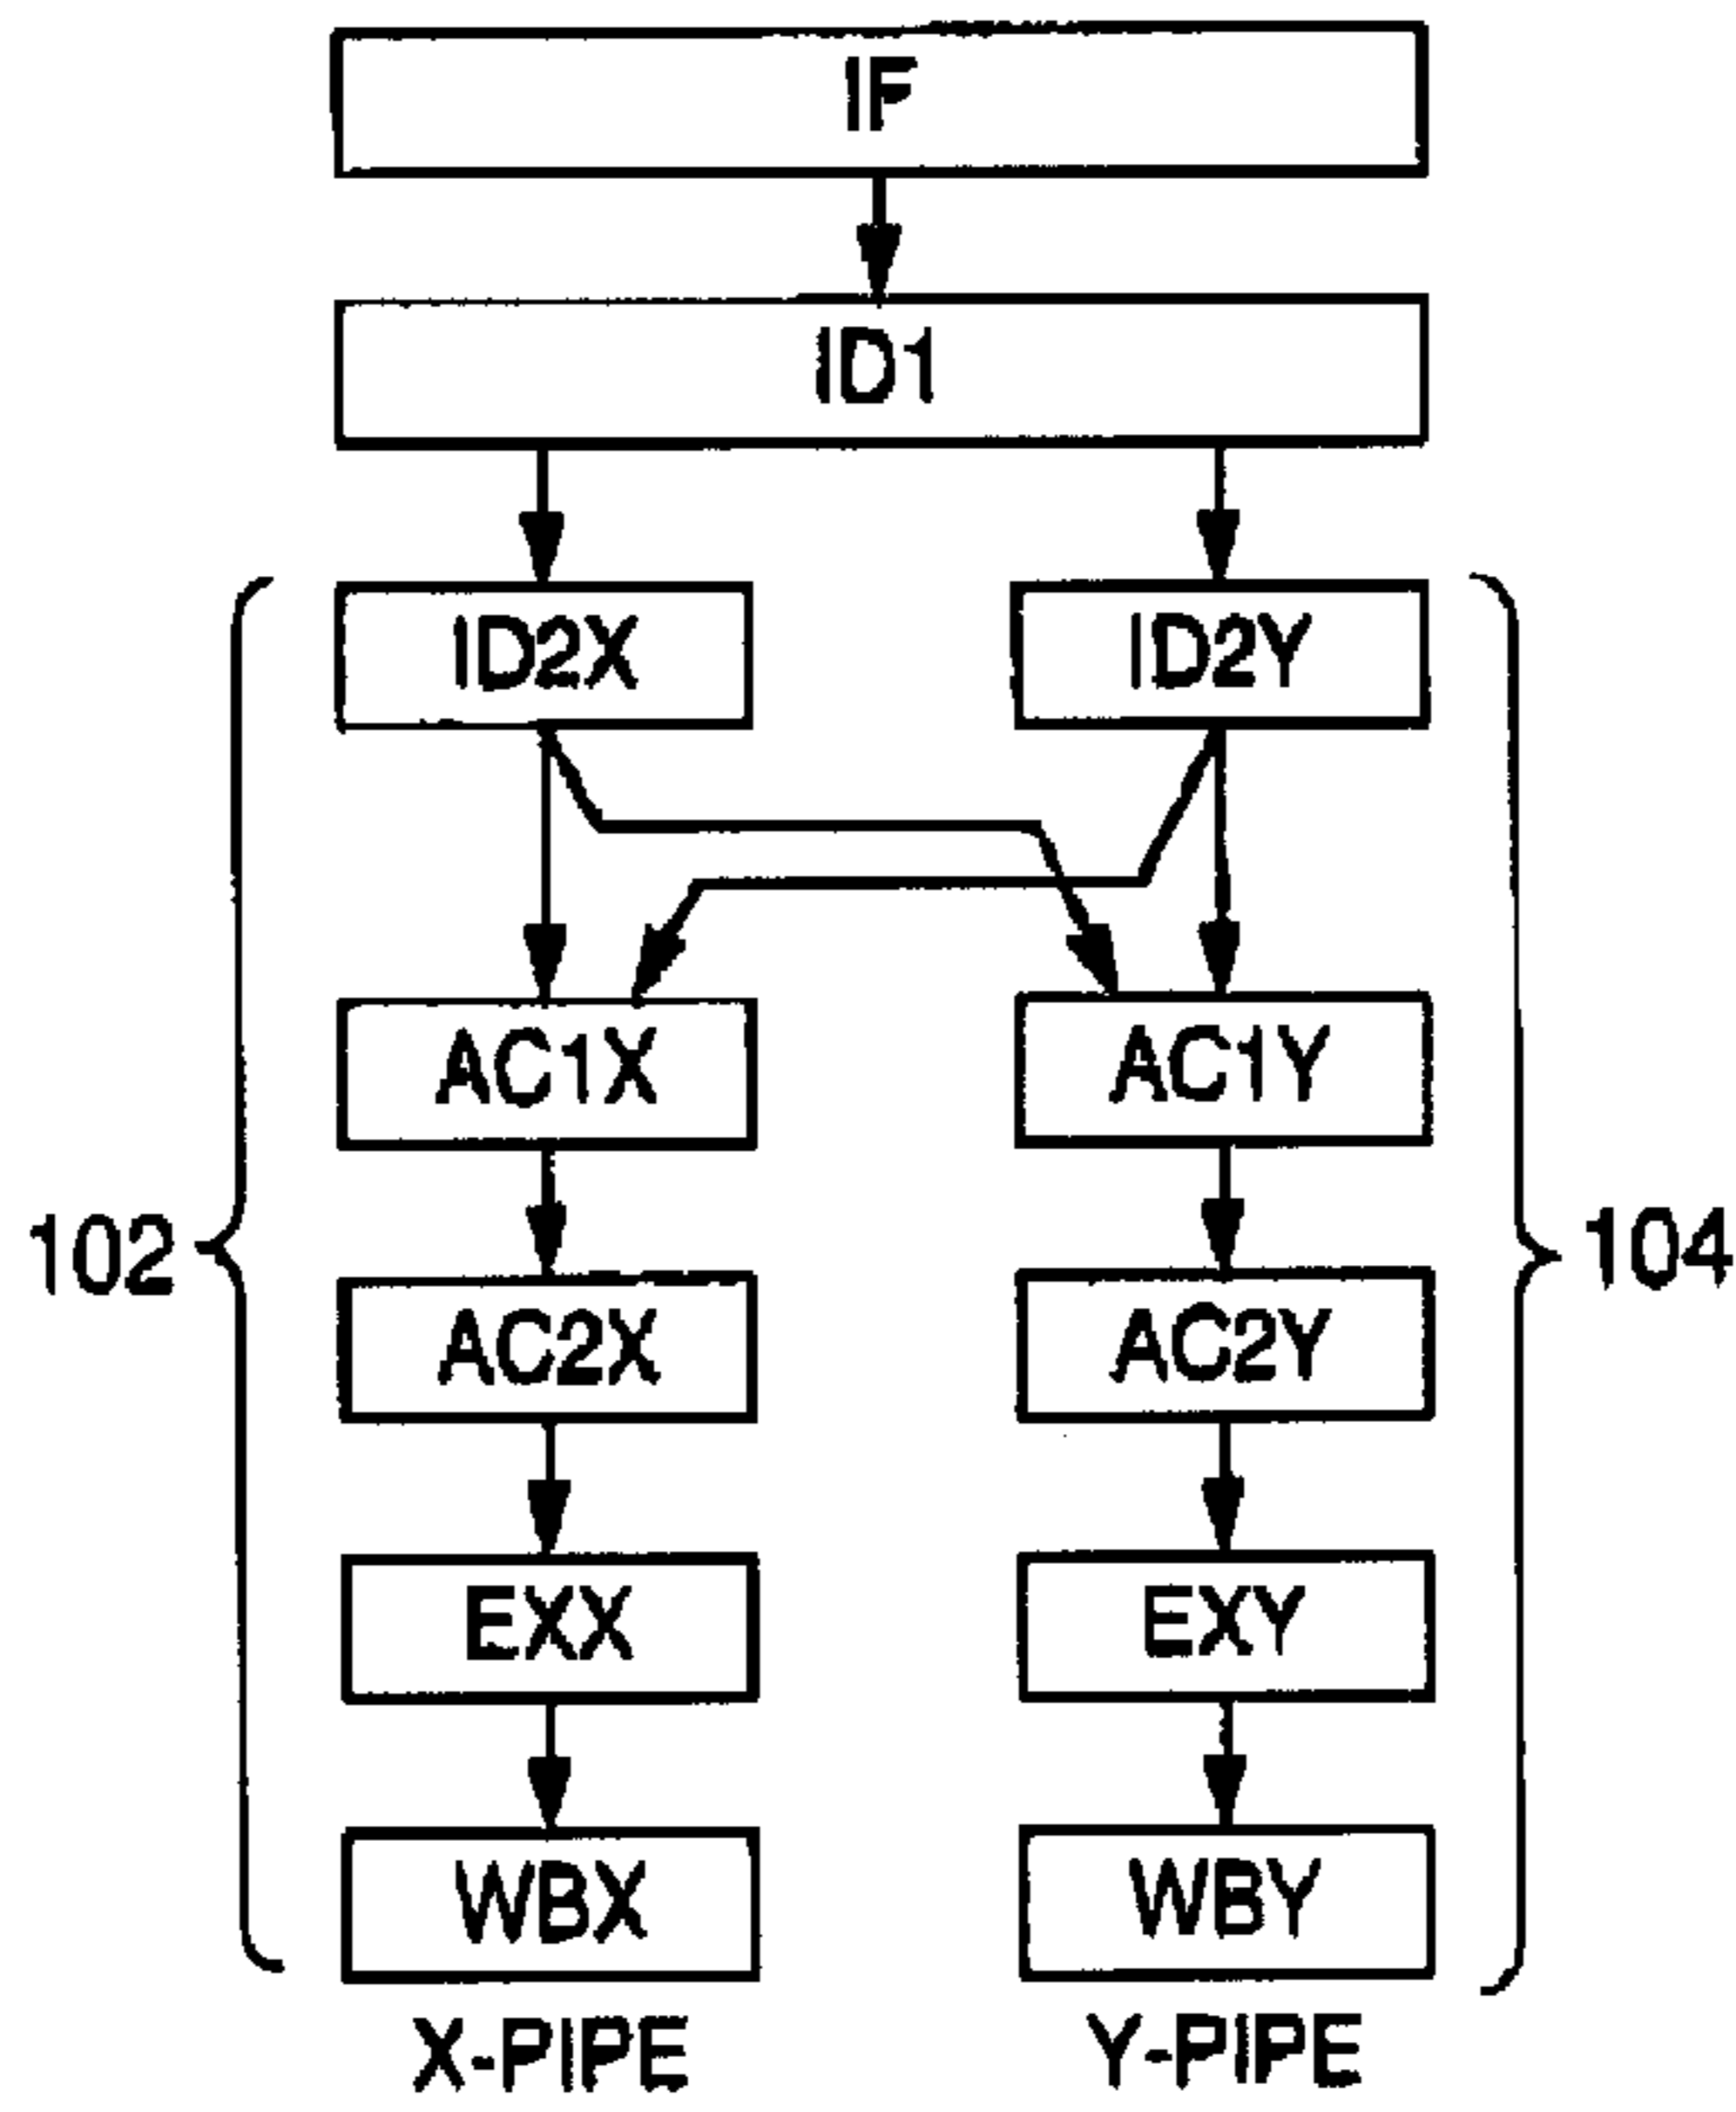 IF
ID1
ID2X
ID2Y
AC1X
AC1Y
102
104
AC2X
AC2Y
EXX
EXY
WBX
WBY
X-PIPE
Y-PIPE